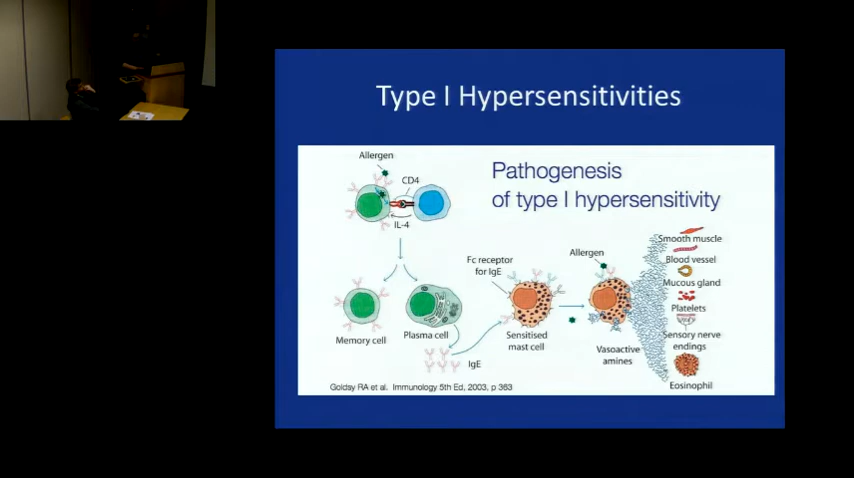 Type I Hypersensitivities
Pathogenesis
of type I hypersensitivity
Allergen
CD4
IL-4
Memory cell
Plasma cell
IgE
Fc receptor
for IgE
Sensitised
mast cell
Allergen
Vasoactive
amines
Smooth muscle
Blood vessel
Mucous gland
Platelets
Sensory nerve
endings
Eosinophil
Goldsy RA et al. Immunology 5th Ed, 2003, p 363